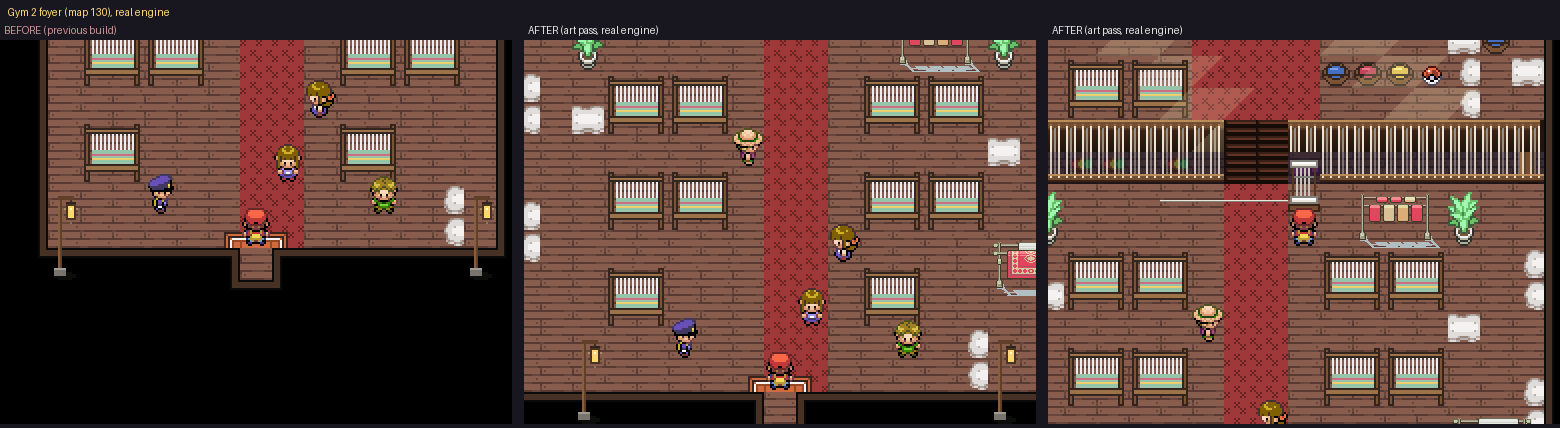 Gym 2 foyer (map 130), real engine
BEFORE (previous build)
AFTER (art pass, real engine)
AFTER (art pass, real engine)